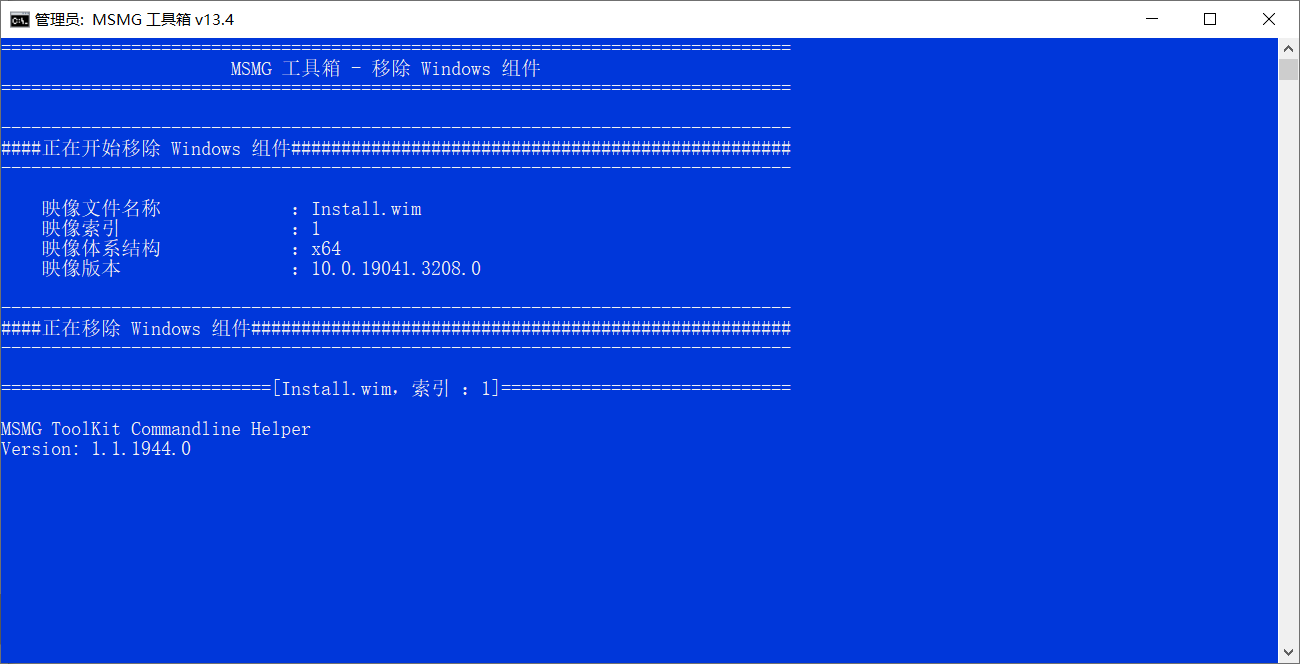 管理员: MSMG 工具箱 v13.4
===============================================================================
MSMG 工具箱 - 移除 Windows 组件
===============================================================================
-------------------------------------------------------------------------------
####正在开始移除 Windows 组件##################################################
-------------------------------------------------------------------------------
映像文件名称 : Install.wim
映像索引 : 1
映像体系结构 : x64
映像版本 : 10.0.19041.3208.0
-------------------------------------------------------------------------------
####正在移除 Windows 组件######################################################
-------------------------------------------------------------------------------
===========================[Install.wim，索引 : 1]=============================
MSMG ToolKit Commandline Helper
Version: 1.1.1944.0